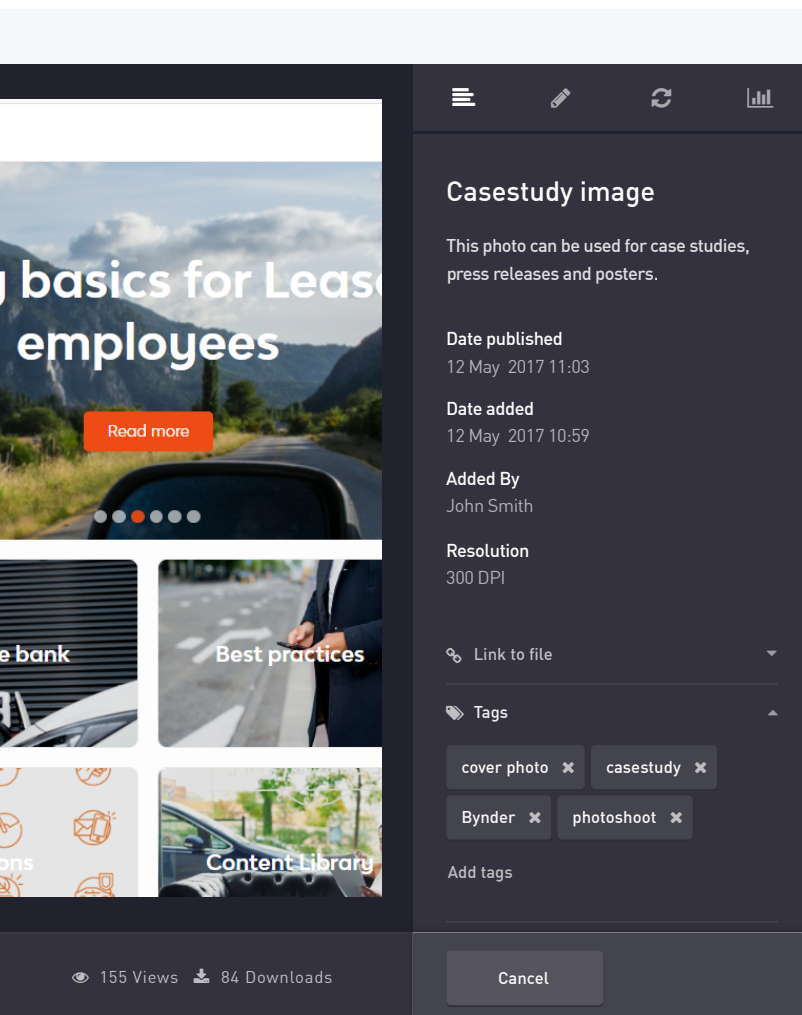 basics for Leas
employees
Read more
e bank
Best practices
ons
Content Library
155 Views
84 Downloads
Casestudy image
This photo can be used for case studies,
press releases and posters.
Date published
12 May 2017 11:03
Date added
12 May 2017 10:59
Added By
John Smith
Resolution
300 DPI
Link to file
Tags
cover photo
casestudy
Bynder
photoshoot
Add tags
Cancel